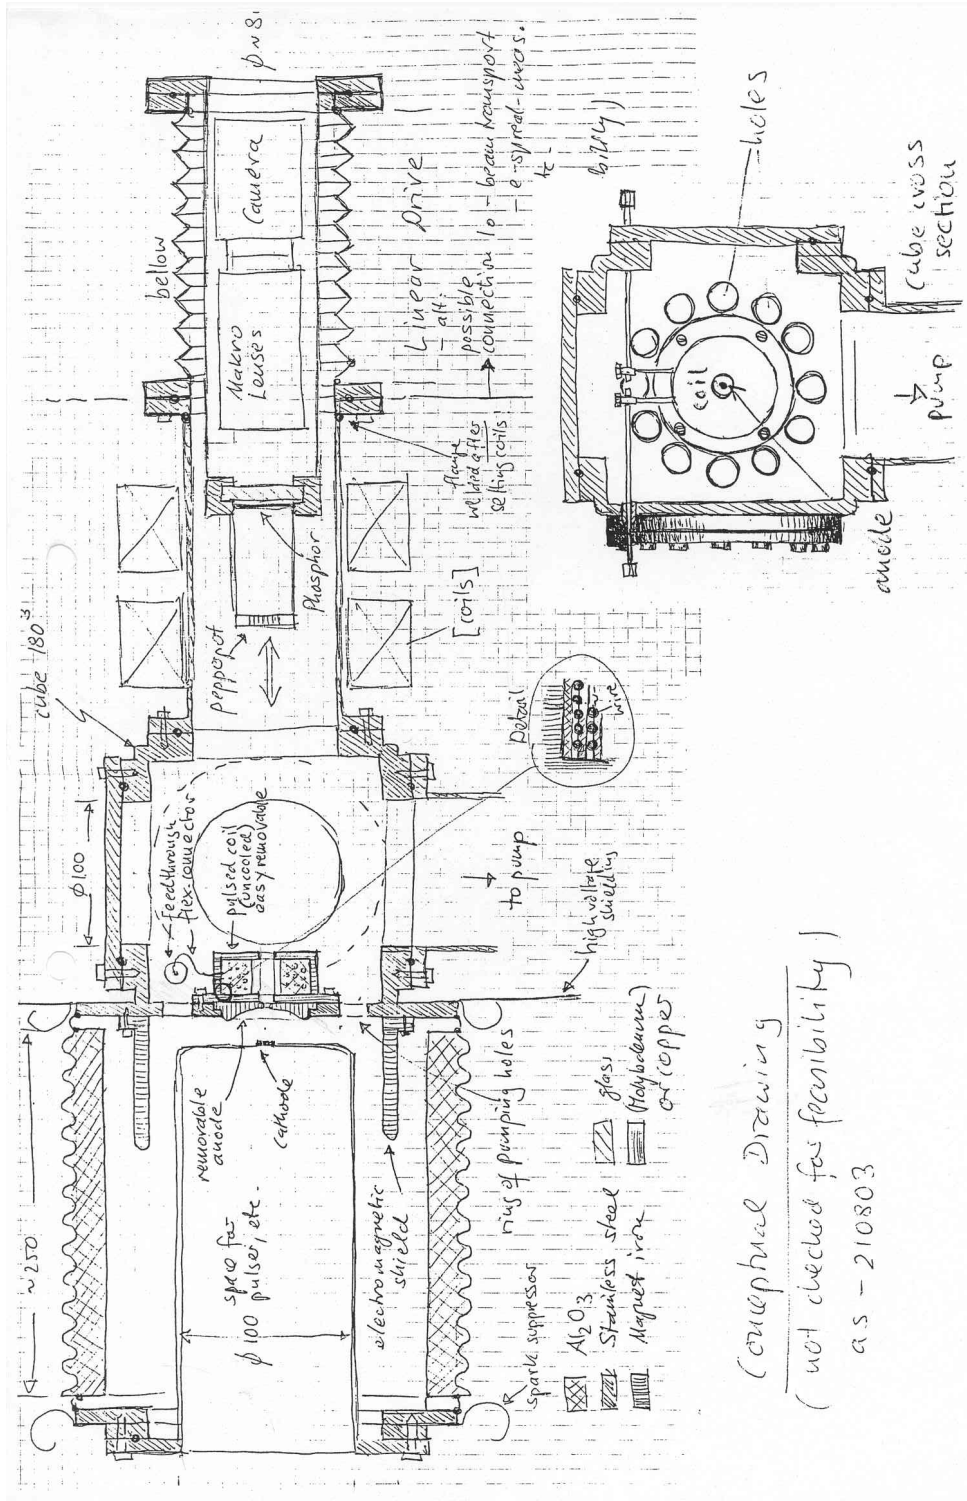 ~250
φ100
cube 180°
bellow
φ~8
feedthrough
flex. connector
pulsed coil
(uncooled)
easy removable
removable
anode
cathode
space for
pulser, etc.
φ100
electromagnetic
shield
ring of pumping holes
spark suppressor
to pump
high voltage
shielding
pepperpot
Phosphor
[coils]
flange
welded after
setting coils!
Makro
Lenses
Camera
Linear Drive
- alt.
possible
connection to - beam transport
- e-spread-meas.
bility)
Detail
wire
Al2O3
Stainless steel
Magnet iron
glass
Molybdenum)
or copper
coil
holes
anode
pump
cube cross
section
Conceptual Drawing
(not checked for feasibility)
as - 210803